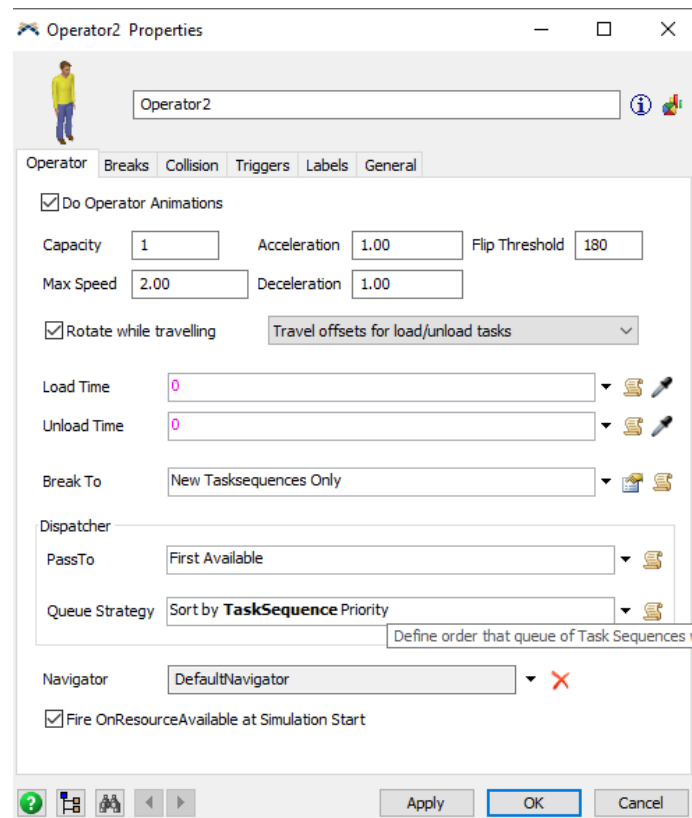 Operator2 Properties
Operator2
Operator Breaks Collision Triggers Labels General
Do Operator Animations
Capacity 1 Acceleration 1.00 Flip Threshold 180
Max Speed 2.00 Deceleration 1.00
Rotate while travelling Travel offsets for load/unload tasks
Load Time 0
Unload Time 0
Break To New Tasksequences Only
Dispatcher
PassTo First Available
Queue Strategy Sort by TaskSequence Priority
Define order that queue of Task Sequences
Navigator DefaultNavigator
Fire OnResourceAvailable at Simulation Start
Apply OK Cancel